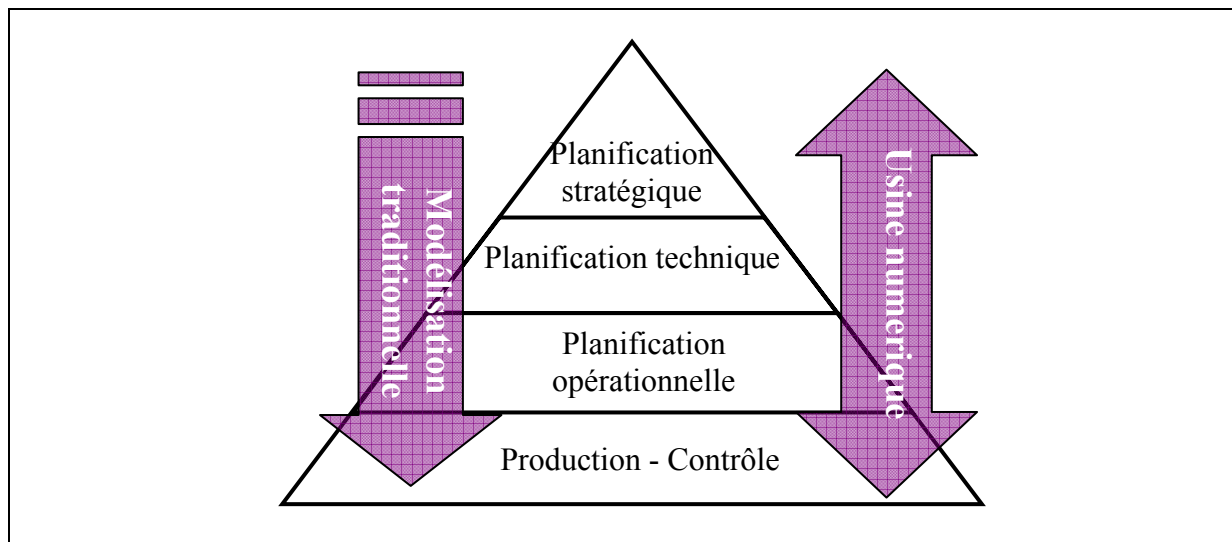 Planification
stratégique
Planification technique
Planification
opérationnelle
Production - Contrôle
Modélisation
traditionnelle
Usine numerique